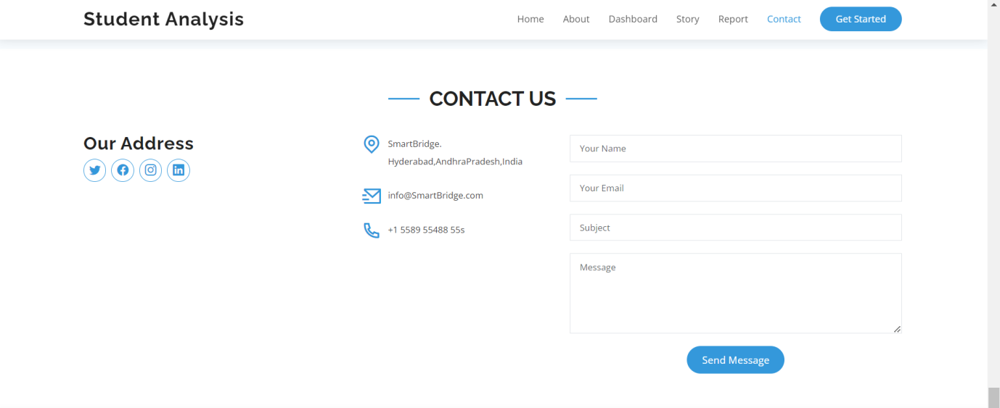 Student Analysis
Home About Dashboard Story Report Contact Get Started
CONTACT US
Our Address
SmartBridge.
Hyderabad,AndhraPradesh,India
info@SmartBridge.com
+1 5589 55488 55s
Your Name
Your Email
Subject
Message
Send Message